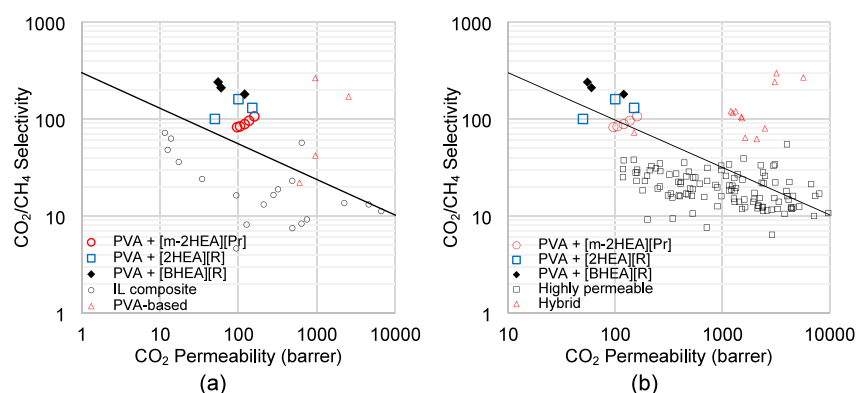 1000
100
10
1
CO₂/CH₄ Selectivity
PVA + [m-2HEA][Pr]
PVA + [2HEA][R]
PVA + [BHEA][R]
IL composite
PVA-based
1 10 100 1000 10000
CO₂ Permeability (barrer)
(a)
1000
100
10
1
CO₂/CH₄ Selectivity
PVA + [m-2HEA][Pr]
PVA + [2HEA][R]
PVA + [BHEA][R]
Highly permeable
Hybrid
10 100 1000 10000
CO₂ Permeability (barrer)
(b)